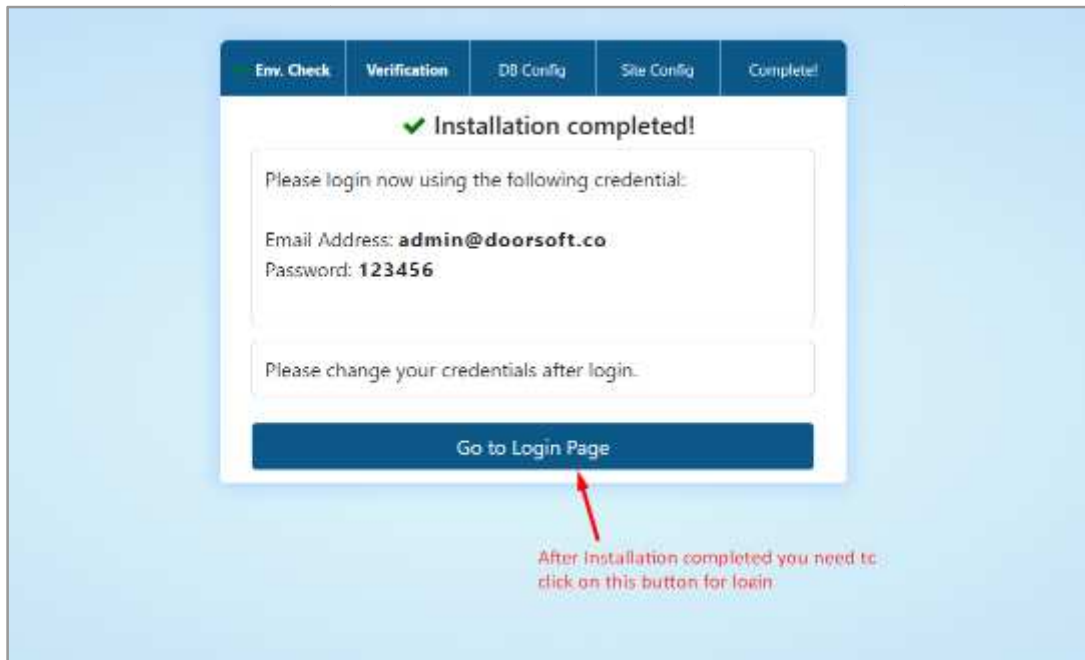 Env. Check Verification DB Config Site Config Complete!
✔ Installation completed!
Please login now using the following credential:
Email Address: admin@doorsoft.co
Password: 123456
Please change your credentials after login.
Go to Login Page
After Installation completed you need to
click on this button for login